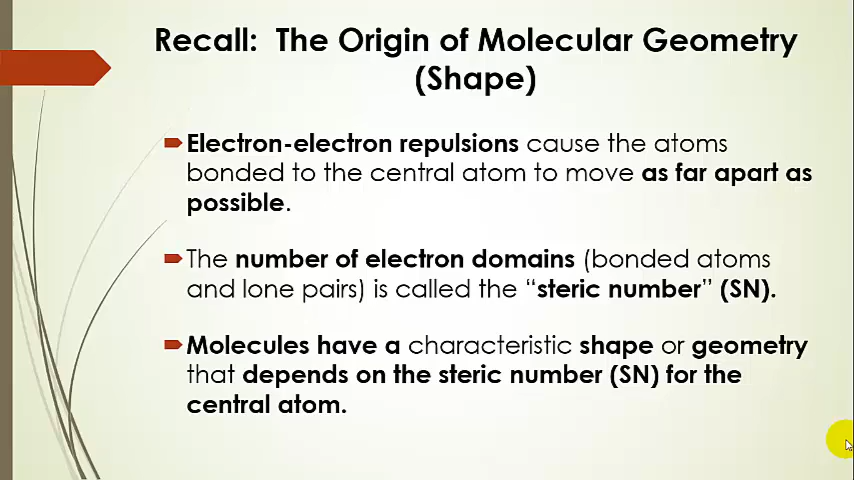 Recall:  The Origin of Molecular Geometry
(Shape)
Electron-electron repulsions cause the atoms
bonded to the central atom to move as far apart as
possible.
The number of electron domains (bonded atoms
and lone pairs) is called the “steric number” (SN).
Molecules have a characteristic shape or geometry
that depends on the steric number (SN) for the
central atom.